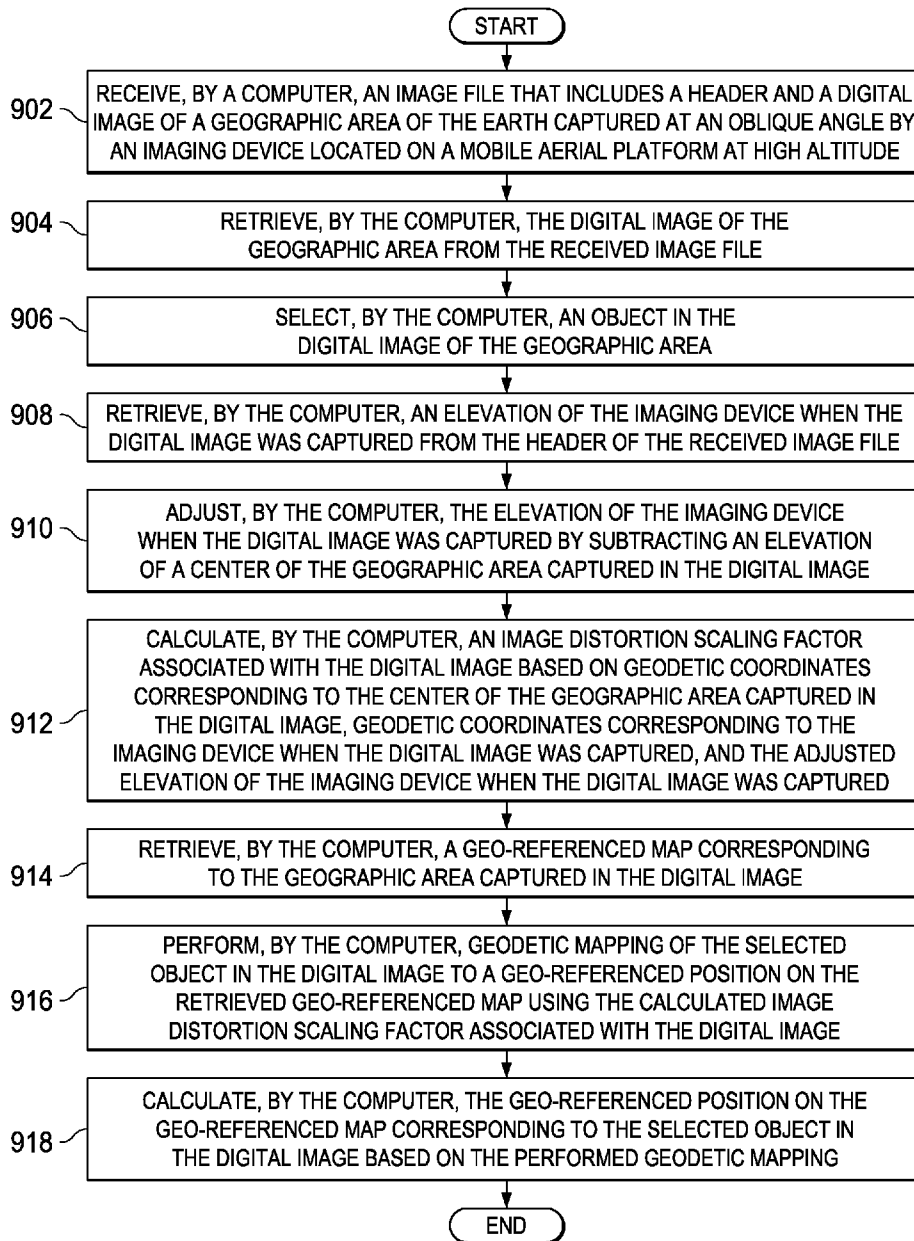 START
902
RECEIVE, BY A COMPUTER, AN IMAGE FILE THAT INCLUDES A HEADER AND A DIGITAL
IMAGE OF A GEOGRAPHIC AREA OF THE EARTH CAPTURED AT AN OBLIQUE ANGLE BY
AN IMAGING DEVICE LOCATED ON A MOBILE AERIAL PLATFORM AT HIGH ALTITUDE
904
RETRIEVE, BY THE COMPUTER, THE DIGITAL IMAGE OF THE
GEOGRAPHIC AREA FROM THE RECEIVED IMAGE FILE
906
SELECT, BY THE COMPUTER, AN OBJECT IN THE
DIGITAL IMAGE OF THE GEOGRAPHIC AREA
908
RETRIEVE, BY THE COMPUTER, AN ELEVATION OF THE IMAGING DEVICE WHEN THE
DIGITAL IMAGE WAS CAPTURED FROM THE HEADER OF THE RECEIVED IMAGE FILE
910
ADJUST, BY THE COMPUTER, THE ELEVATION OF THE IMAGING DEVICE
WHEN THE DIGITAL IMAGE WAS CAPTURED BY SUBTRACTING AN ELEVATION
OF A CENTER OF THE GEOGRAPHIC AREA CAPTURED IN THE DIGITAL IMAGE
912
CALCULATE, BY THE COMPUTER, AN IMAGE DISTORTION SCALING FACTOR
ASSOCIATED WITH THE DIGITAL IMAGE BASED ON GEODETIC COORDINATES
CORRESPONDING TO THE CENTER OF THE GEOGRAPHIC AREA CAPTURED IN
THE DIGITAL IMAGE, GEODETIC COORDINATES CORRESPONDING TO THE
IMAGING DEVICE WHEN THE DIGITAL IMAGE WAS CAPTURED, AND THE ADJUSTED
ELEVATION OF THE IMAGING DEVICE WHEN THE DIGITAL IMAGE WAS CAPTURED
914
RETRIEVE, BY THE COMPUTER, A GEO-REFERENCED MAP CORRESPONDING
TO THE GEOGRAPHIC AREA CAPTURED IN THE DIGITAL IMAGE
916
PERFORM, BY THE COMPUTER, GEODETIC MAPPING OF THE SELECTED
OBJECT IN THE DIGITAL IMAGE TO A GEO-REFERENCED POSITION ON THE
RETRIEVED GEO-REFERENCED MAP USING THE CALCULATED IMAGE
DISTORTION SCALING FACTOR ASSOCIATED WITH THE DIGITAL IMAGE
918
CALCULATE, BY THE COMPUTER, THE GEO-REFERENCED POSITION ON THE
GEO-REFERENCED MAP CORRESPONDING TO THE SELECTED OBJECT IN
THE DIGITAL IMAGE BASED ON THE PERFORMED GEODETIC MAPPING
END